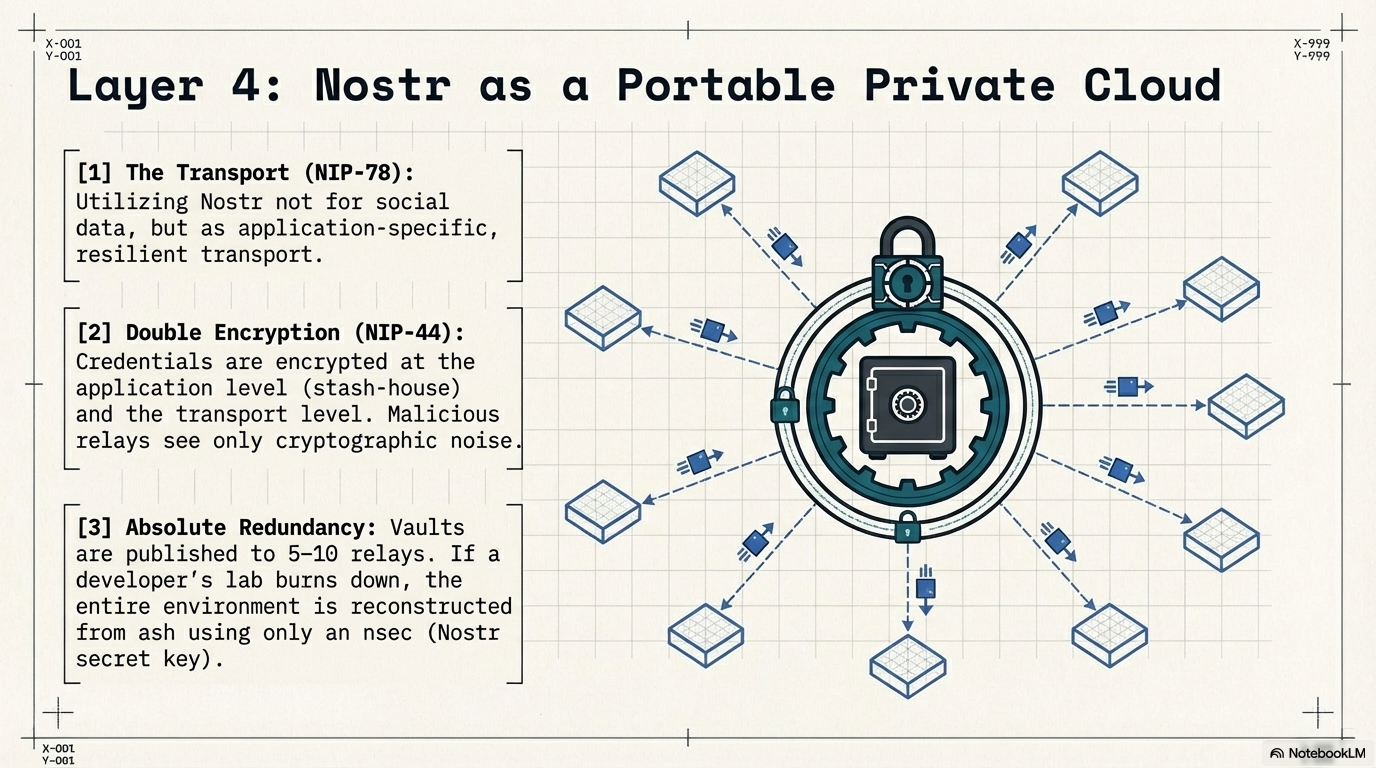 X-001
Y-001
X-999
Y-999
Layer 4: Nostr as a Portable Private Cloud
[1] The Transport (NIP-78):
Utilizing Nostr not for social
data, but as application-specific,
resilient transport.
[2] Double Encryption (NIP-44):
Credentials are encrypted at the
application level (stash-house)
and the transport level. Malicious
relays see only cryptographic noise.
[3] Absolute Redundancy: Vaults
are published to 5–10 relays. If a
developer’s lab burns down, the
entire environment is reconstructed
from ash using only an nsec (Nostr
secret key).
X-001
Y-001
NotebookLM